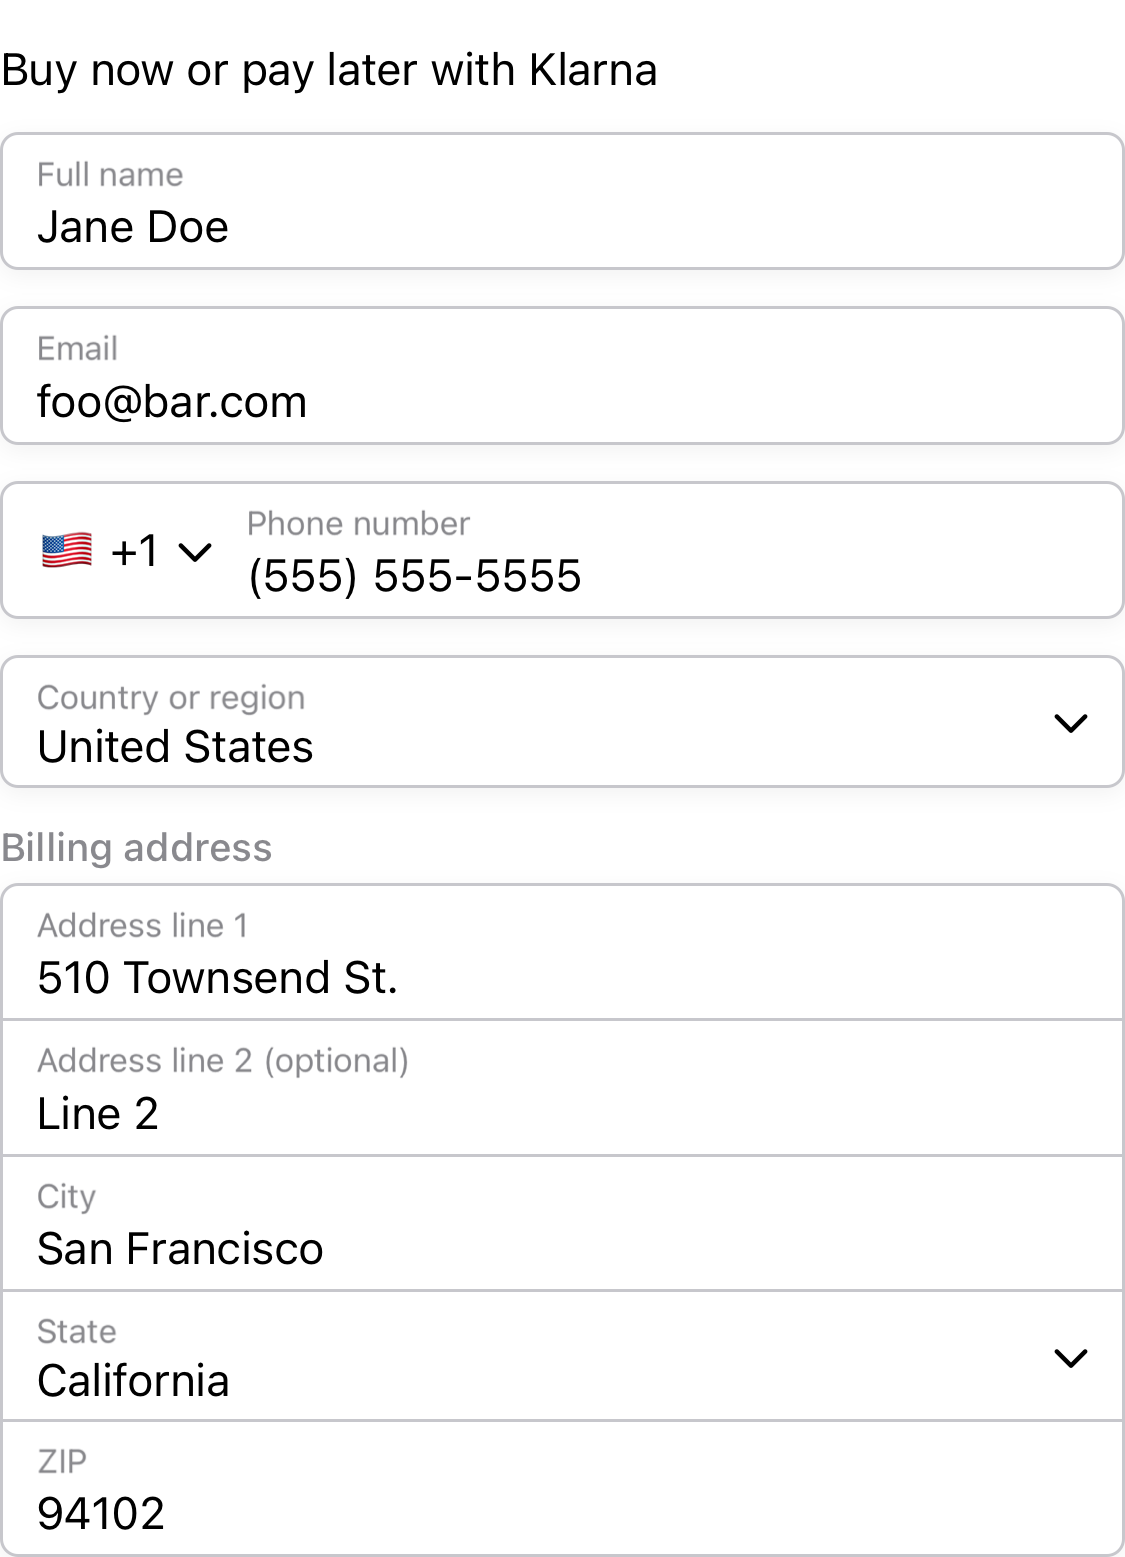 Buy now or pay later with Klarna
Full name
Jane Doe
Email
foo@bar.com
Phone number
+1 (555) 555-5555
Country or region
United States
Billing address
Address line 1
510 Townsend St.
Address line 2 (optional)
Line 2
City
San Francisco
State
California
ZIP
94102